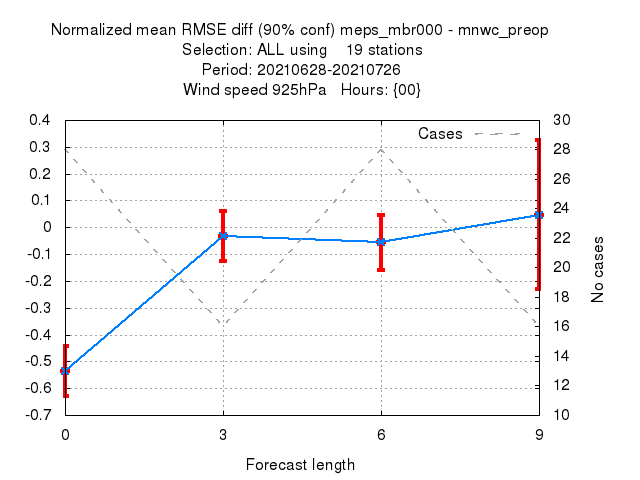 Normalized mean RMSE diff (90% conf) meps_mbr000 - mnwc_preop
Selection: ALL using    19 stations
Period: 20210628-20210726
Wind speed 925hPa   Hours: {00}
Cases
0.4
0.3
0.2
0.1
0
-0.1
-0.2
-0.3
-0.4
-0.5
-0.6
-0.7
30
28
26
24
22
20
18
16
14
12
10
No cases
0 3 6 9
Forecast length